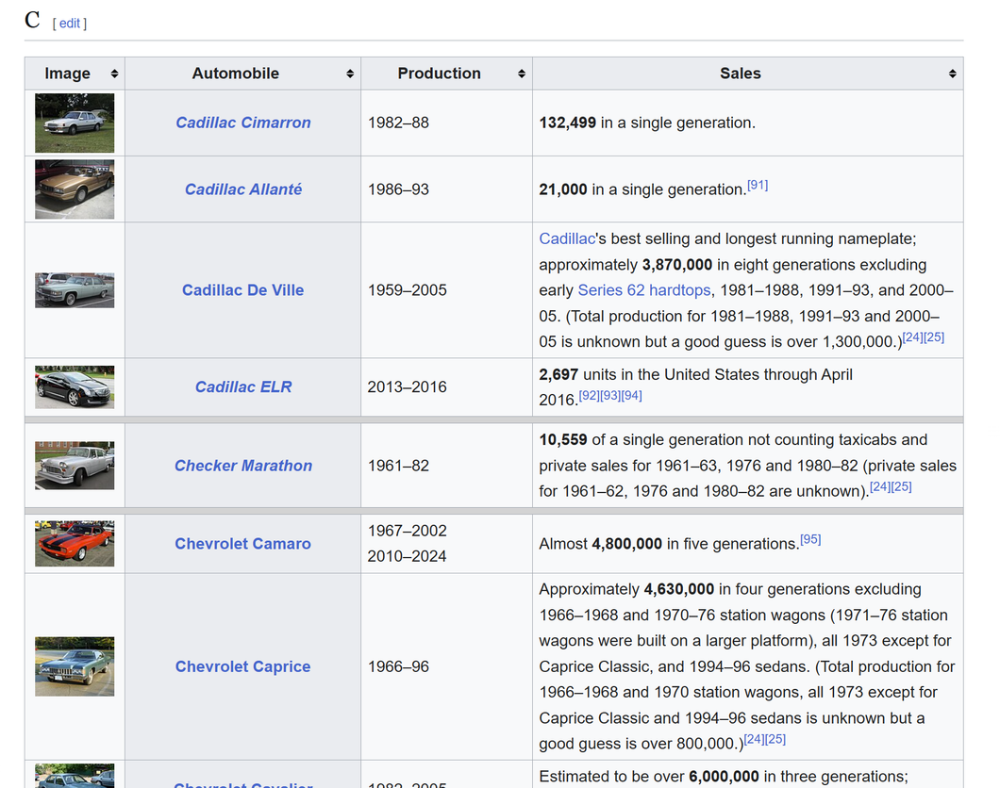 C [ edit ]
Image Automobile Production Sales
Cadillac Cimarron 1982–88 132,499 in a single generation.
Cadillac Allanté 1986–93 21,000 in a single generation.[91]
Cadillac De Ville 1959–2005 Cadillac's best selling and longest running nameplate;
approximately 3,870,000 in eight generations excluding
early Series 62 hardtops, 1981–1988, 1991–93, and 2000–
05. (Total production for 1981–1988, 1991–93 and 2000–
05 is unknown but a good guess is over 1,300,000.)[24][25]
Cadillac ELR 2013–2016 2,697 units in the United States through April
2016.[92][93][94]
Checker Marathon 1961–82 10,559 of a single generation not counting taxicabs and
private sales for 1961–63, 1976 and 1980–82 (private sales
for 1961–62, 1976 and 1980–82 are unknown).[24][25]
Chevrolet Camaro 1967–2002
2010–2024 Almost 4,800,000 in five generations.[95]
Chevrolet Caprice 1966–96 Approximately 4,630,000 in four generations excluding
1966–1968 and 1970–76 station wagons (1971–76 station
wagons were built on a larger platform), all 1973 except for
Caprice Classic, and 1994–96 sedans. (Total production for
1966–1968 and 1970 station wagons, all 1973 except for
Caprice Classic and 1994–96 sedans is unknown but a
good guess is over 800,000.)[24][25]
Chevrolet Cavalier 1982–2005 Estimated to be over 6,000,000 in three generations;